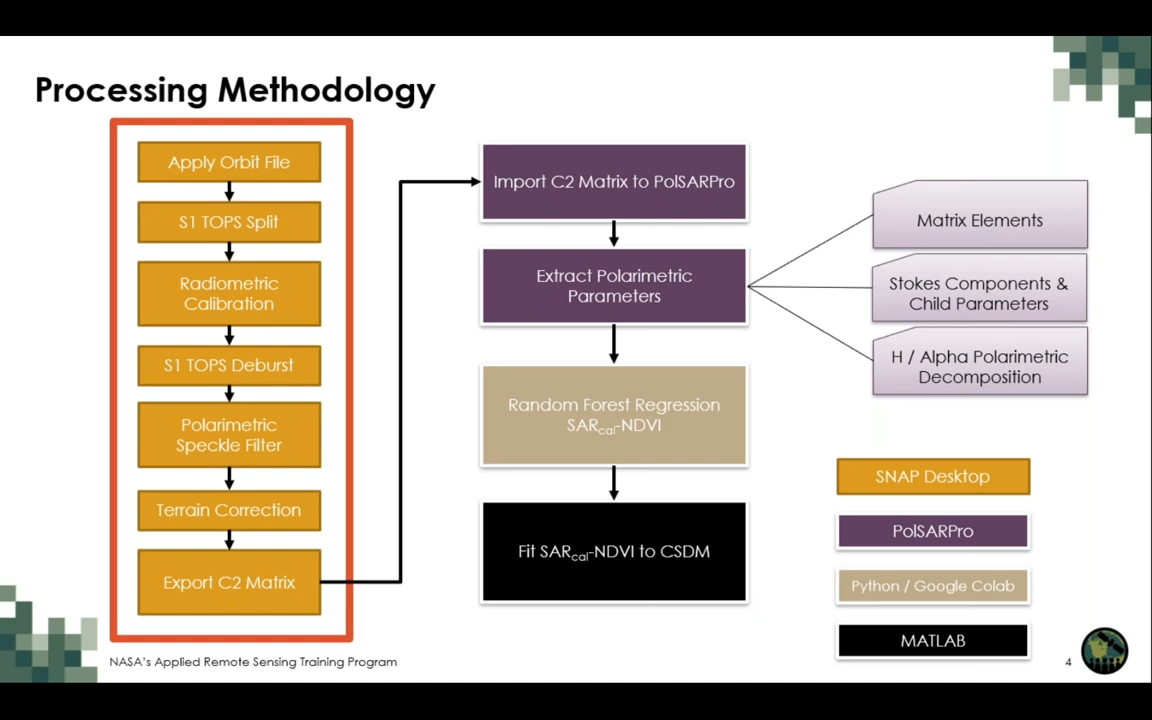 Processing Methodology
Apply Orbit File
S1 TOPS Split
Radiometric
Calibration
S1 TOPS Deburst
Polarimetric
Speckle Filter
Terrain Correction
Export C2 Matrix
Import C2 Matrix to PolSARPro
Extract Polarimetric
Parameters
Random Forest Regression
SARcal-NDVI
Fit SARcal-NDVI to CSDM
Matrix Elements
Stokes Components &
Child Parameters
H / Alpha Polarimetric
Decomposition
SNAP Desktop
PolSARPro
Python / Google Colab
MATLAB
NASA's Applied Remote Sensing Training Program
4